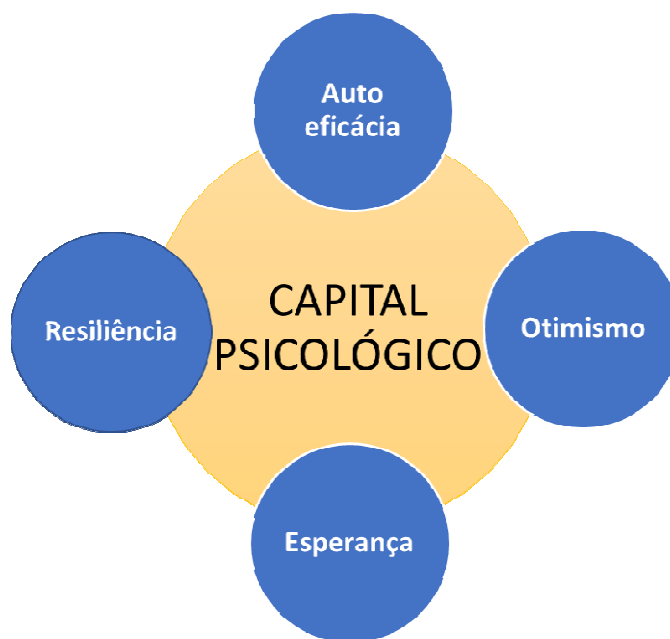 Auto
eficácia
Resiliência
CAPITAL
PSICOLÓGICO
Otimismo
Esperança